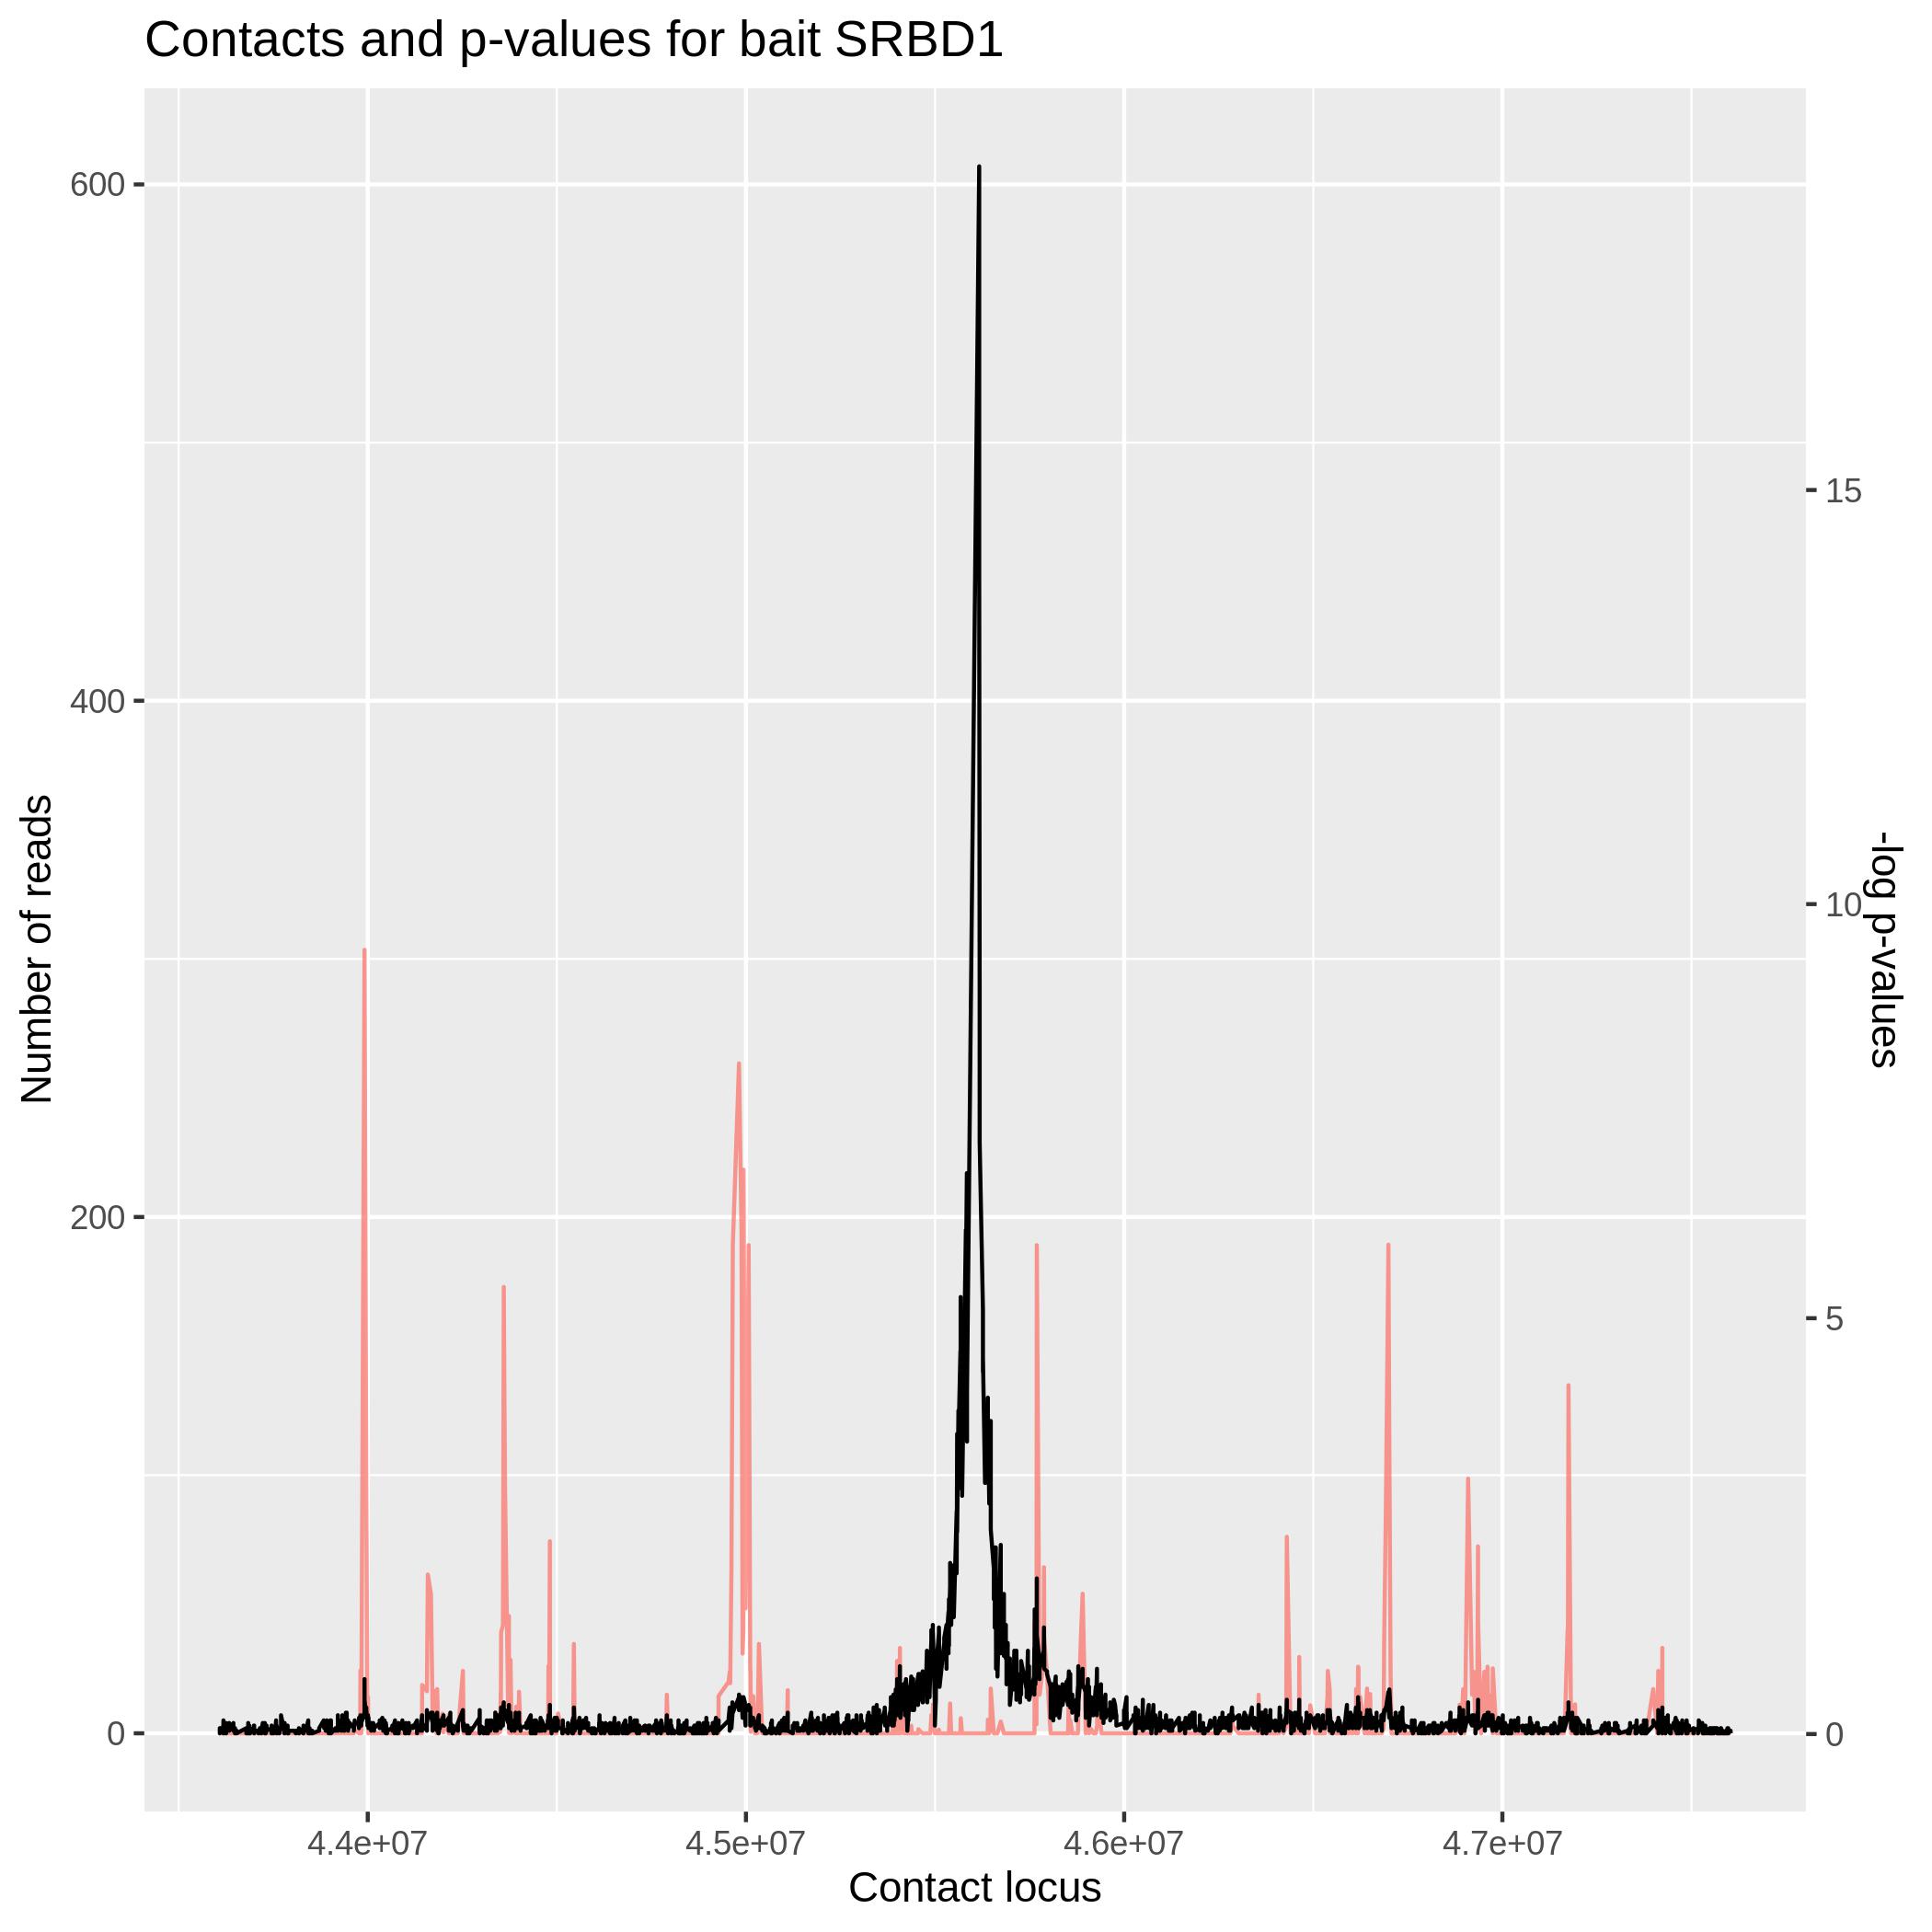 Contacts and p-values for bait SRBD1
Number of reads
600
400
200
0
15
10
5
0
-log p-values
4.4e+07
4.5e+07
4.6e+07
4.7e+07
Contact locus